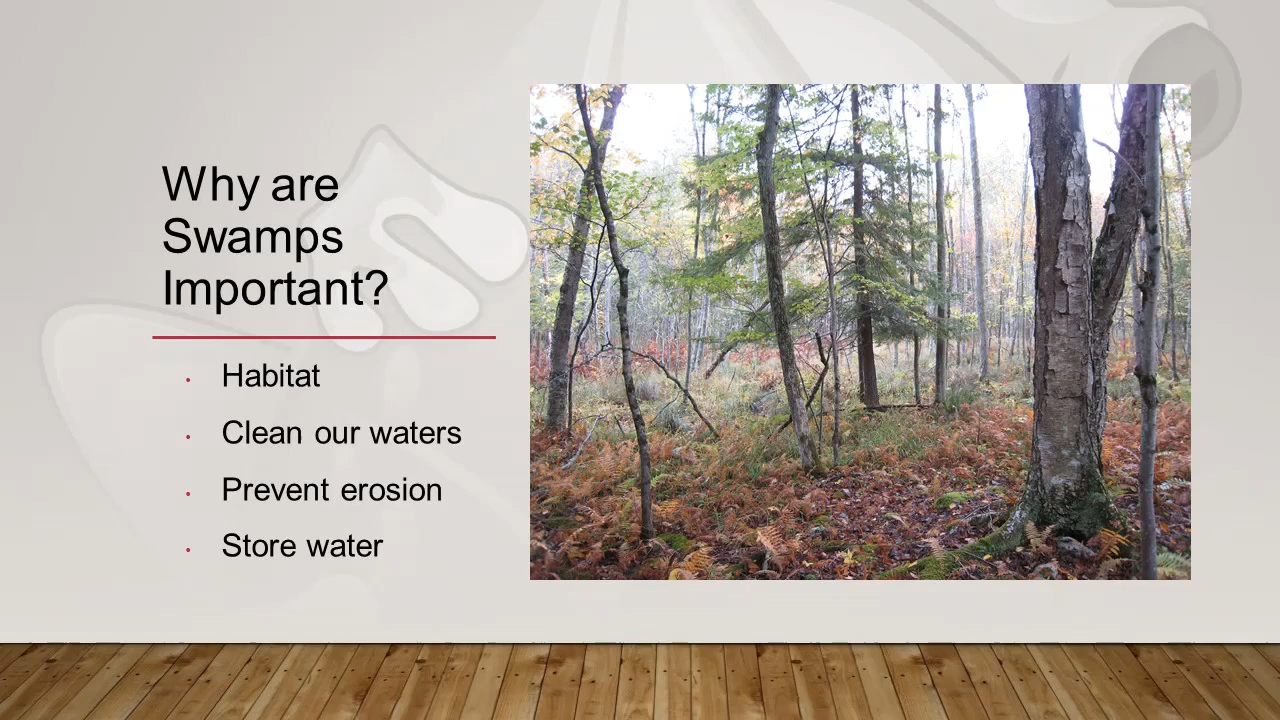 Why are
Swamps
Important?
• Habitat
• Clean our waters
• Prevent erosion
• Store water